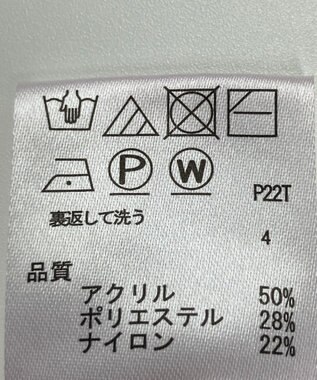 P W
P22T
裏返して洗う
4
品質
アクリル 50%
ポリエステル 28%
ナイロン 22%